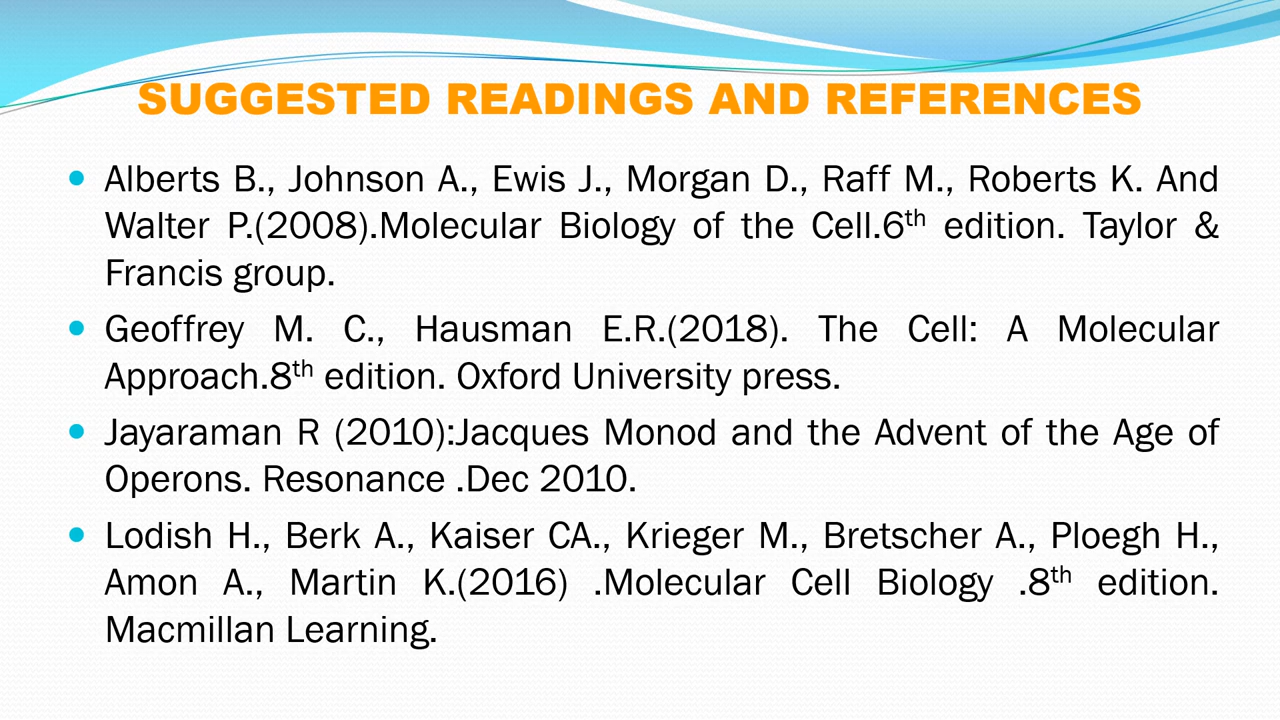 SUGGESTED READINGS AND REFERENCES
• Alberts B., Johnson A., Ewis J., Morgan D., Raff M., Roberts K. And
Walter P.(2008).Molecular Biology of the Cell.6th edition. Taylor &
Francis group.
• Geoffrey M. C., Hausman E.R.(2018). The Cell: A Molecular
Approach.8th edition. Oxford University press.
• Jayaraman R (2010):Jacques Monod and the Advent of the Age of
Operons. Resonance .Dec 2010.
• Lodish H., Berk A., Kaiser CA., Krieger M., Bretscher A., Ploegh H.,
Amon A., Martin K.(2016) .Molecular Cell Biology .8th edition.
Macmillan Learning.